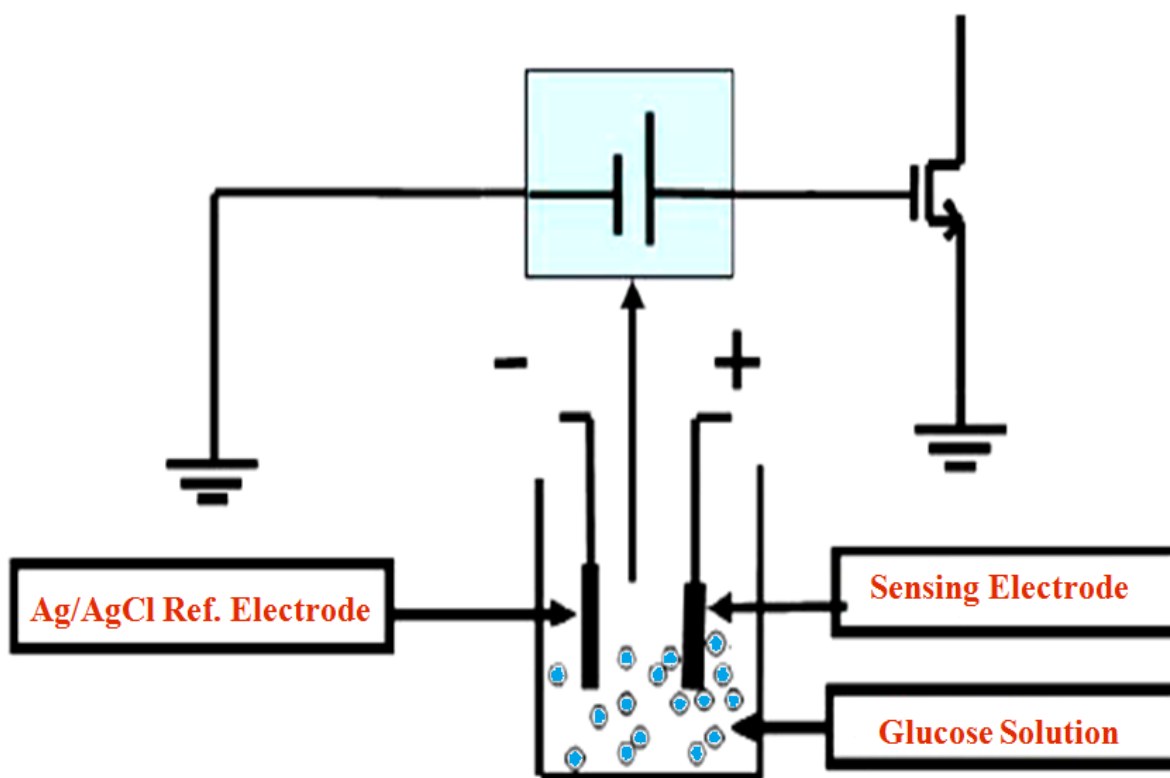 - +
Ag/AgCl Ref. Electrode
Sensing Electrode
Glucose Solution